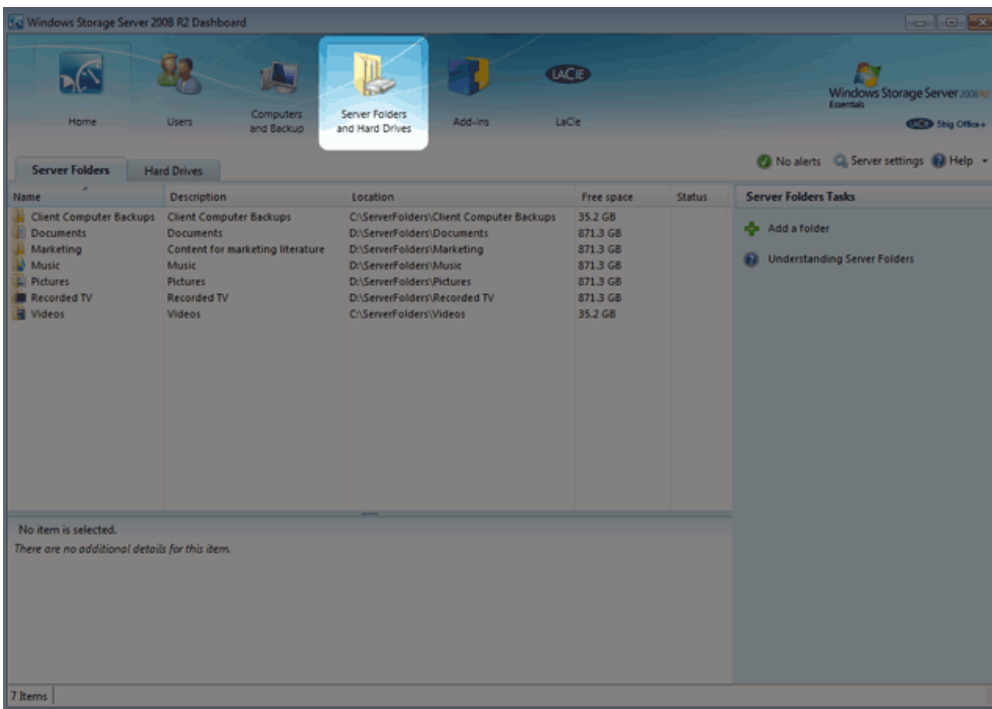 Windows Storage Server 2008 R2 Dashboard
Home
Users
Computers
and Backup
Server Folders
and Hard Drives
Add-ins
LACIE
LaCie
Windows Storage Server 2008 R2
Essentials
LACIE 5big Office+
Server Folders
Hard Drives
No alerts
Server settings
Help
Name Description Location Free space Status
Client Computer Backups Client Computer Backups C:\ServerFolders\Client Computer Backups 35.2 GB
Documents Documents D:\ServerFolders\Documents 871.3 GB
Marketing Content for marketing literature D:\ServerFolders\Marketing 871.3 GB
Music Music D:\ServerFolders\Music 871.3 GB
Pictures Pictures D:\ServerFolders\Pictures 871.3 GB
Recorded TV Recorded TV D:\ServerFolders\Recorded TV 871.3 GB
Videos Videos C:\ServerFolders\Videos 35.2 GB
Server Folders Tasks
Add a folder
Understanding Server Folders
No item is selected.
There are no additional details for this item.
7 Items